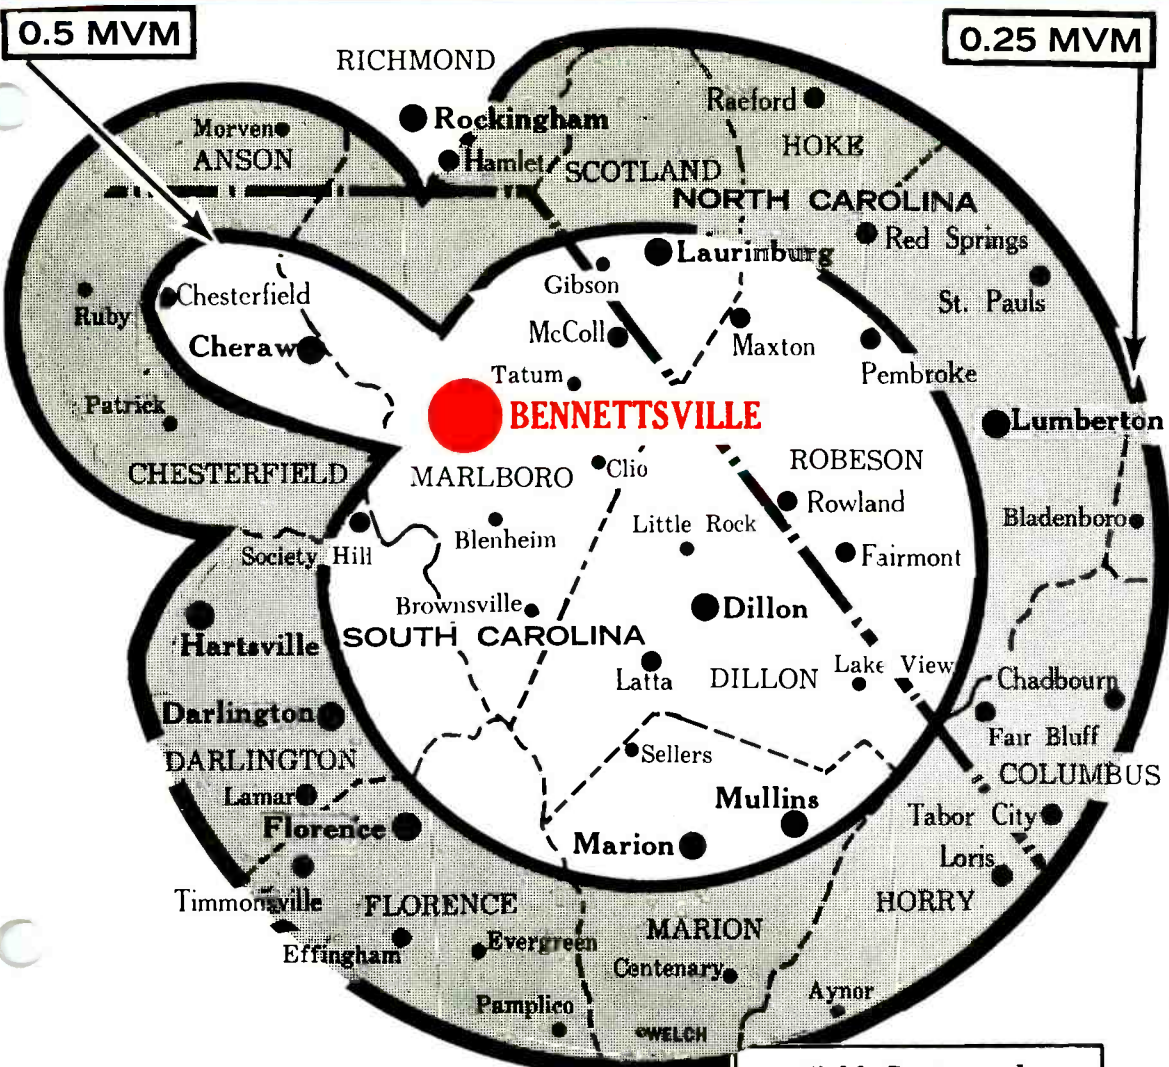 0.5 MVM
0.25 MVM
RICHMOND
Rockingham
Raeford
Morven
ANSON
Hamlet
SCOTLAND
HOKE
NORTH CAROLINA
Laurinburg
Red Springs
Gibson
St. Pauls
Ruby
Chesterfield
McColl
Maxton
Cheraw
Tatum
Pembroke
Patrick
BENNETTSVILLE
Lumberton
CHESTERFIELD
MARLBORO
Clio
ROBESON
Rowland
Little Rock
Bladenboro
Society Hill
Blenheim
Fairmont
Brownsville
Dillon
Hartsville
SOUTH CAROLINA
Latta
DILLON
Lake View
Chadbourn
Darlington
Fair Bluff
DARLINGTON
Sellers
COLUMBUS
Lamar
Mullins
Tabor City
Florence
Marion
Loris
Timmonsville
FLORENCE
HORRY
Effingham
Evergreen
MARION
Centenary
Pamplico
Aynor
WELCH